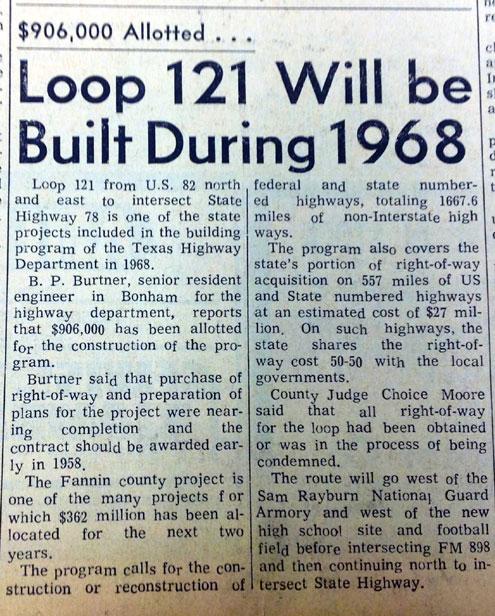 $906,000 Allotted . . .
Loop 121 Will be
Built During 1968
Loop 121 from U.S. 82 north
and east to intersect State
Highway 78 is one of the state
projects included in the building
program of the Texas Highway
Department in 1968.
B. P. Burtner, senior resident
engineer in Bonham for the
highway department, reports
that $906,000 has been allotted
for the construction of the pro-
gram.
Burtner said that purchase of
right-of-way and preparation of
plans for the project were near-
ing completion and the
contract should be awarded ear-
ly in 1958.
The Fannin county project is
one of the many projects for
which $362 million has been al-
located for the next two
years.
The program calls for the con-
struction or reconstruction of
federal and state number-
ed highways, totaling 1667.6
miles of non-Interstate high
ways.
The program also covers the
state's portion of right-of-way
acquisition on 557 miles of US
and State numbered highways
at an estimated cost of $27 mil-
lion. On such highways, the
state shares the right-of-
way cost 50-50 with the local
governments.
County Judge Choice Moore
said that all right-of-way
for the loop had been obtained
or was in the process of being
condemned.
The route will go west of the
Sam Rayburn National Guard
Armory and west of the new
high school site and football
field before intersecting FM 898
and then continuing north to in-
tersect State Highway.